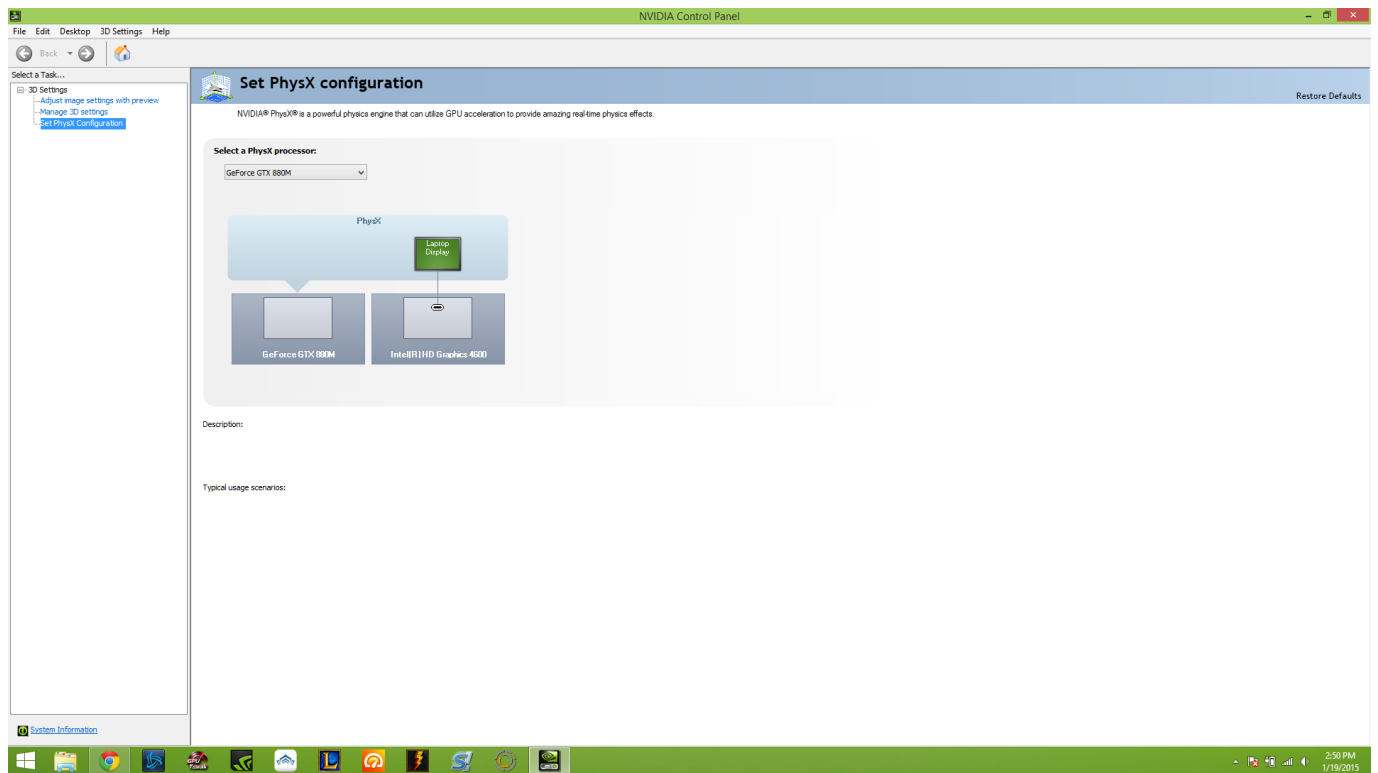 NVIDIA Control Panel
File Edit Desktop 3D Settings Help
Back
Select a Task...
3D Settings
Adjust image settings with preview
Manage 3D settings
Set PhysX Configuration
System Information
Set PhysX configuration
Restore Defaults
NVIDIA® PhysX® is a powerful physics engine that can utilize GPU acceleration to provide amazing real-time physics effects.
Select a PhysX processor:
GeForce GTX 880M
PhysX
Laptop
Display
GeForce GTX 880M
Intel(R) HD Graphics 4600
Description:
Typical usage scenarios:
GPU
Tweak
2:50 PM
1/19/2015